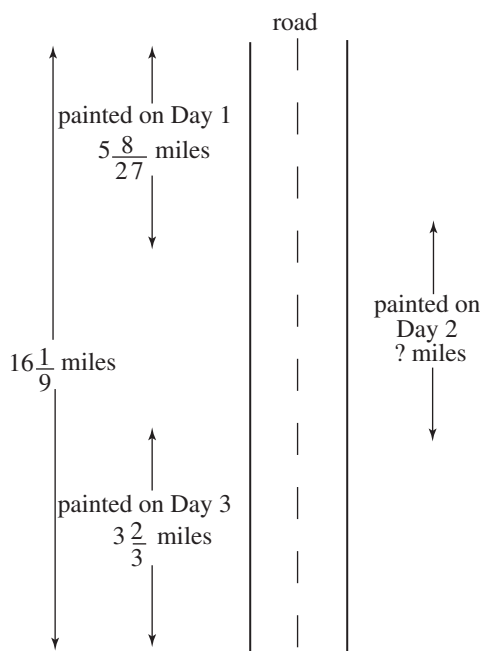 road
painted on Day 1
5 8/27 miles
painted on
Day 2
? miles
16 1/9 miles
painted on Day 3
3 2/3 miles